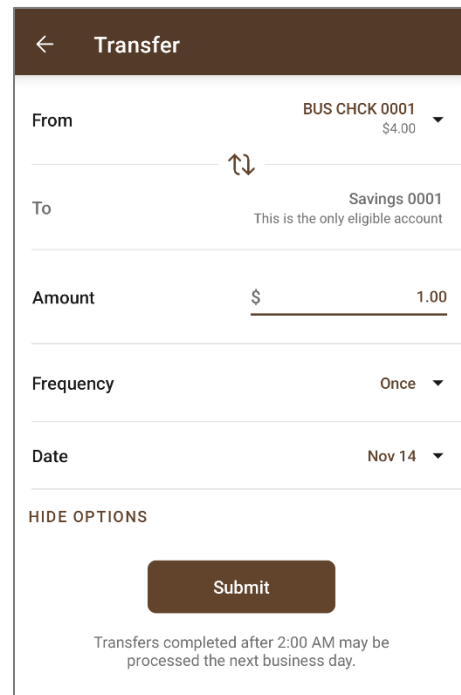 Transfer
From
BUS CHCK 0001
$4.00
To
Savings 0001
This is the only eligible account
Amount
$ 1.00
Frequency
Once
Date
Nov 14
HIDE OPTIONS
Submit
Transfers completed after 2:00 AM may be
processed the next business day.